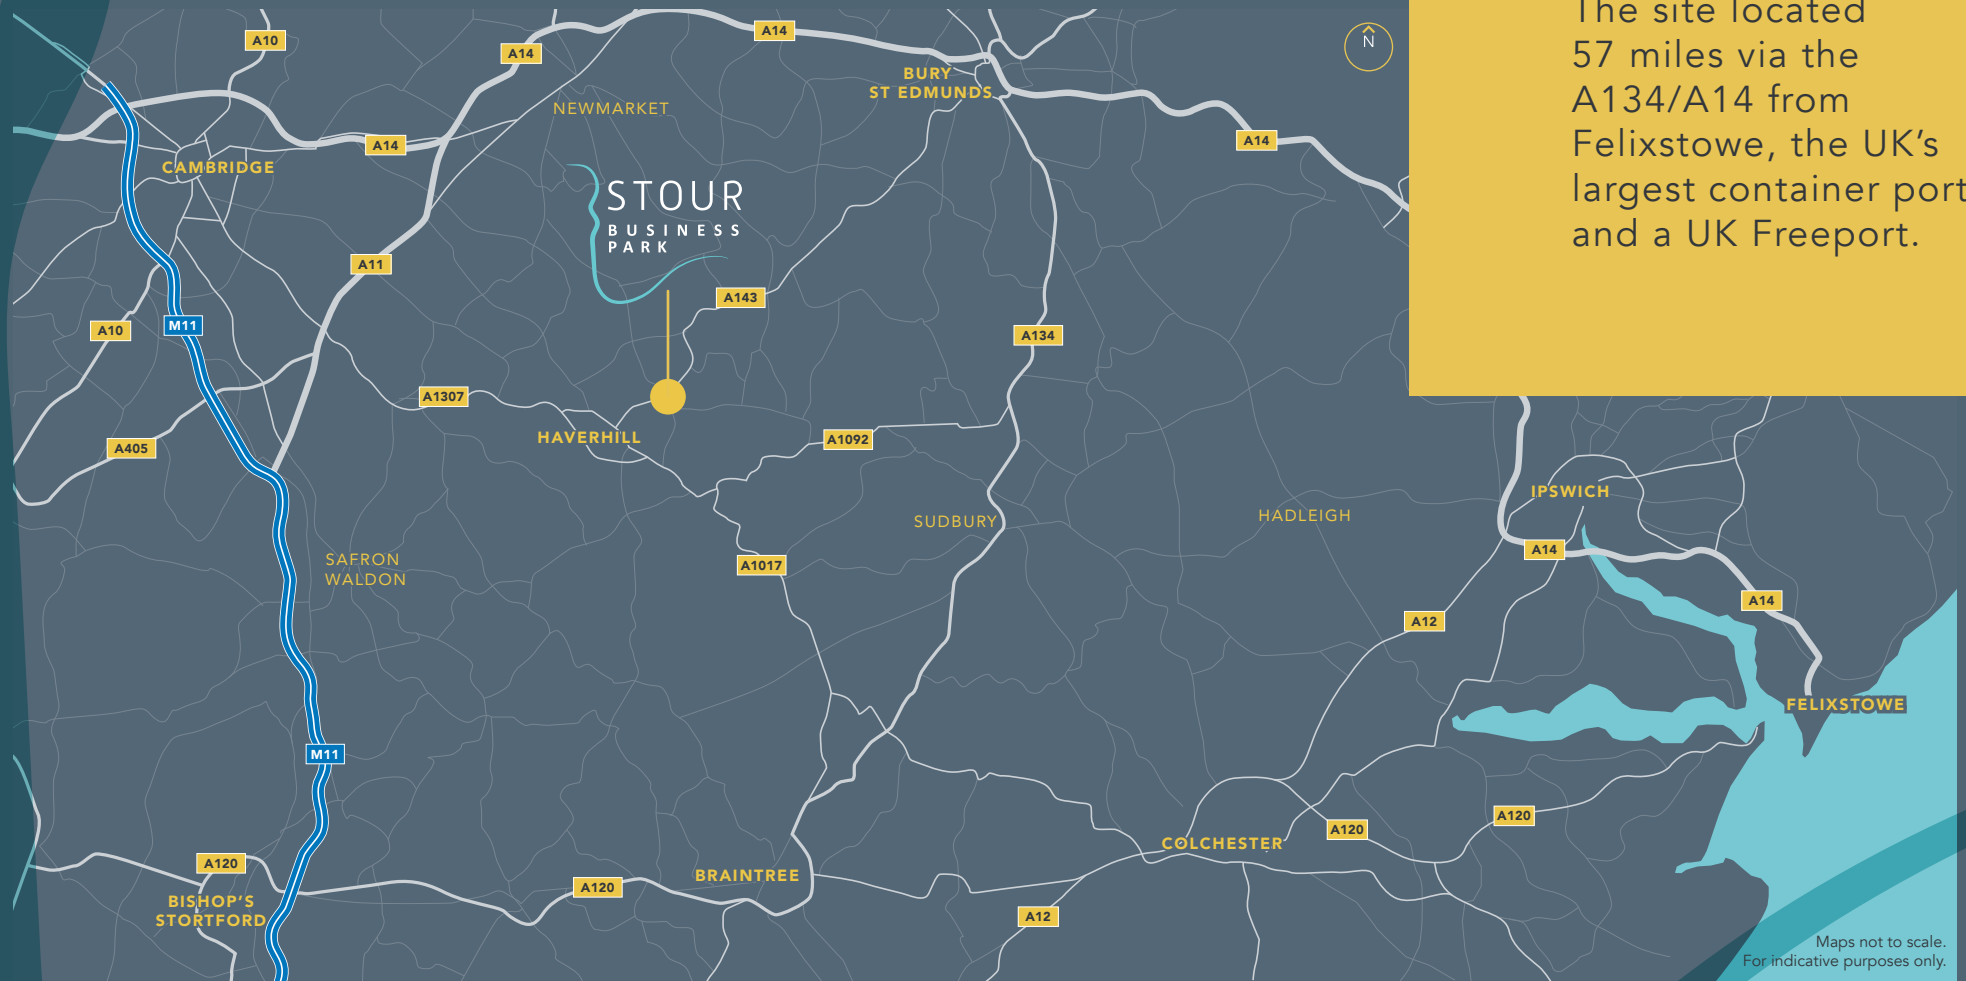 The site located
57 miles via the
A134/A14 from
Felixstowe, the UK’s
largest container port
and a UK Freeport.
A10
A14
A14
N
BURY
ST EDMUNDS
NEWMARKET
A14
A14
CAMBRIDGE
STOUR
BUSINESS
PARK
A11
A143
A10
M11
A134
A1307
HAVERHILL
A1092
A405
IPSWICH
SUDBURY
HADLEIGH
A14
SAFRON
WALDON
A1017
A14
A12
FELIXSTOWE
M11
A120
A120
COLCHESTER
A120
BRAINTREE
A120
BISHOP’S
STORTFORD
A12
Maps not to scale.
For indicative purposes only.